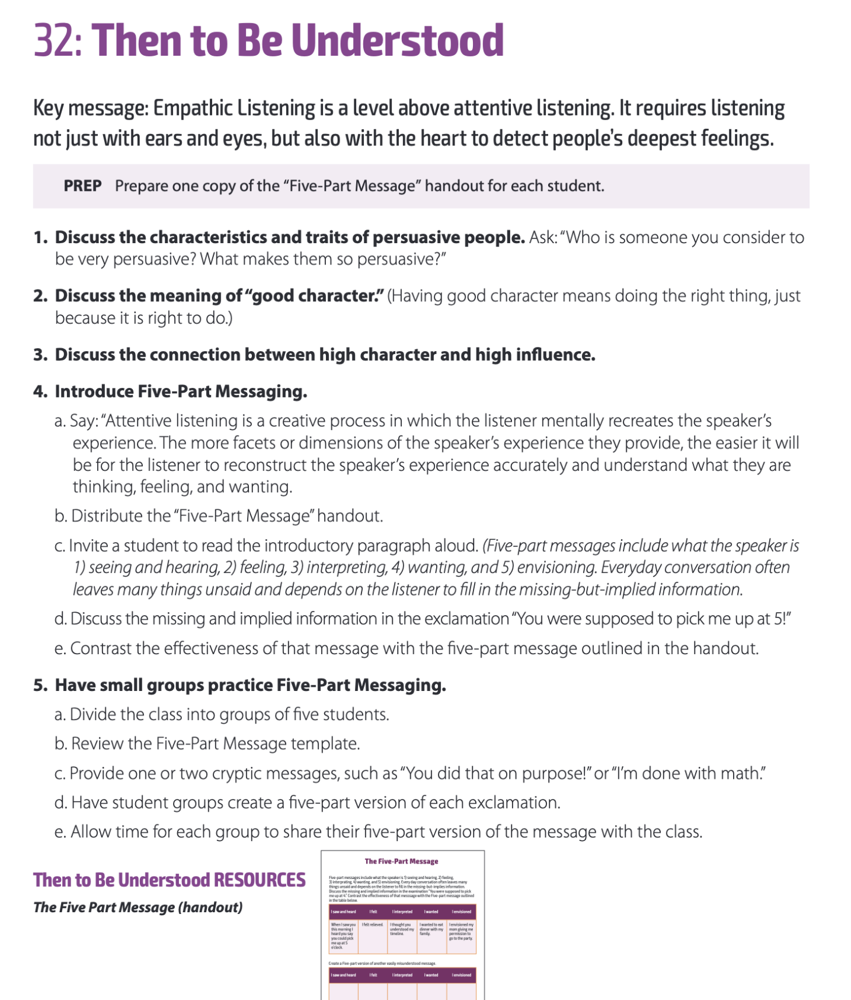 32: Then to Be Understood
Key message: Empathic Listening is a level above attentive listening. It requires listening
not just with ears and eyes, but also with the heart to detect people’s deepest feelings.
PREP Prepare one copy of the “Five-Part Message” handout for each student.
1. Discuss the characteristics and traits of persuasive people. Ask: “Who is someone you consider to
be very persuasive? What makes them so persuasive?”
2. Discuss the meaning of “good character.” (Having good character means doing the right thing, just
because it is right to do.)
3. Discuss the connection between high character and high influence.
4. Introduce Five-Part Messaging.
a. Say: “Attentive listening is a creative process in which the listener mentally recreates the speaker’s
experience. The more facets or dimensions of the speaker’s experience they provide, the easier it will
be for the listener to reconstruct the speaker’s experience accurately and understand what they are
thinking, feeling, and wanting.
b. Distribute the “Five-Part Message” handout.
c. Invite a student to read the introductory paragraph aloud. (Five-part messages include what the speaker is
1) seeing and hearing, 2) feeling, 3) interpreting, 4) wanting, and 5) envisioning. Everyday conversation often
leaves many things unsaid and depends on the listener to fill in the missing-but-implied information.
d. Discuss the missing and implied information in the exclamation “You were supposed to pick me up at 5!”
e. Contrast the effectiveness of that message with the five-part message outlined in the handout.
5. Have small groups practice Five-Part Messaging.
a. Divide the class into groups of five students.
b. Review the Five-Part Message template.
c. Provide one or two cryptic messages, such as “You did that on purpose!” or “I’m done with math.”
d. Have student groups create a five-part version of each exclamation.
e. Allow time for each group to share their five-part version of the message with the class.
Then to Be Understood RESOURCES
The Five Part Message (handout)
The Five-Part Message
Five-part messages include what the speaker is 1) seeing and hearing, 2) feeling,
3) interpreting, 4) wanting, and 5) envisioning. Every day conversation often leaves many
things unsaid and depends on the listener to fill in the missing-but-implies information.
Discuss the missing and implied information in the examination “You were supposed to pick
me up at 4.” Contrast the effectiveness of that messsage with the Five-part message outlined
in the table below.
I saw and heard I felt I interpreted I wanted I envisioned
When I saw you I felt relieved. I thought you I wanted to eat I envisioned my
this morning I understood my dinner with my mom giving me
heard you say timeline. family. permission to
you could pick go to the party.
me up at 5
o’clock.
Create a Five-part version of another easily misunderstood message.
I saw and heard I felt I interpreted I wanted I envisioned